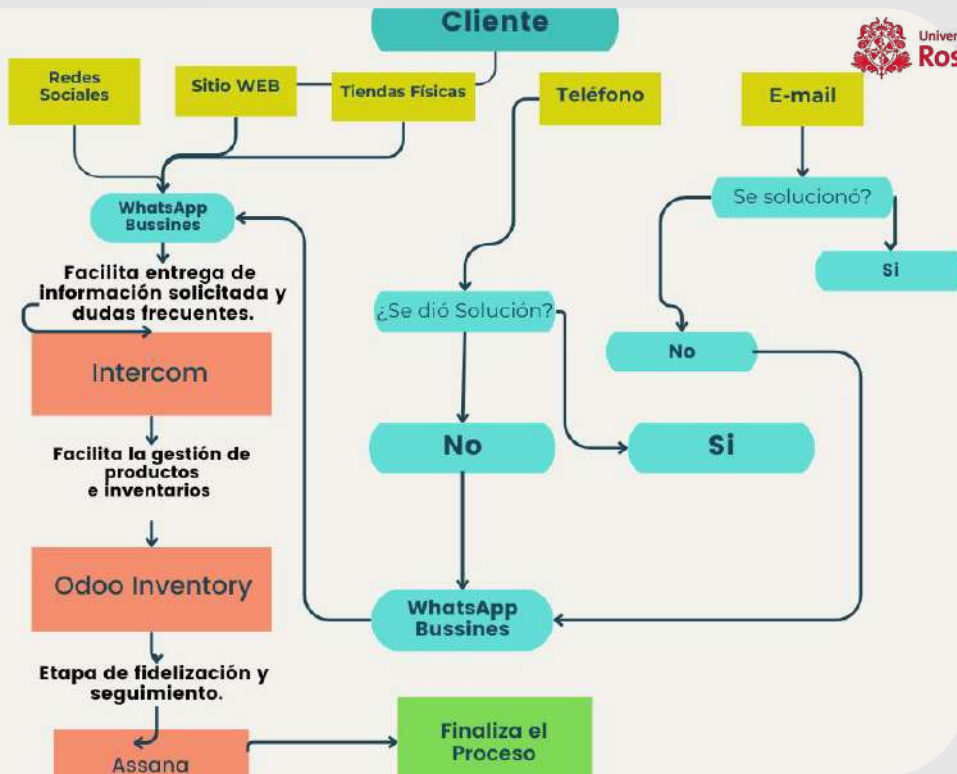 Cliente
Univer
Ros
Redes
Sociales
Sitio WEB
Tiendas Físicas
Teléfono
E-mail
WhatsApp
Bussines
Se solucionó?
Si
Facilita entrega de
información solicitada y
dudas frecuentes.
¿Se dió Solución?
No
Intercom
No
Si
Facilita la gestión de
productos
e inventarios
Odoo Inventory
WhatsApp
Bussines
Etapa de fidelización y
seguimiento.
Finaliza el
Proceso
Assana